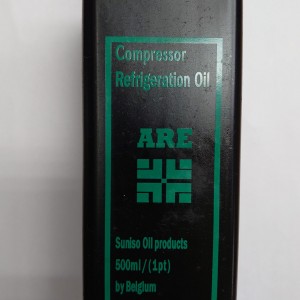 Compressor
Refrigeration Oil
ARE
Suniso Oil products
500ml/(1pt)
by Belgium